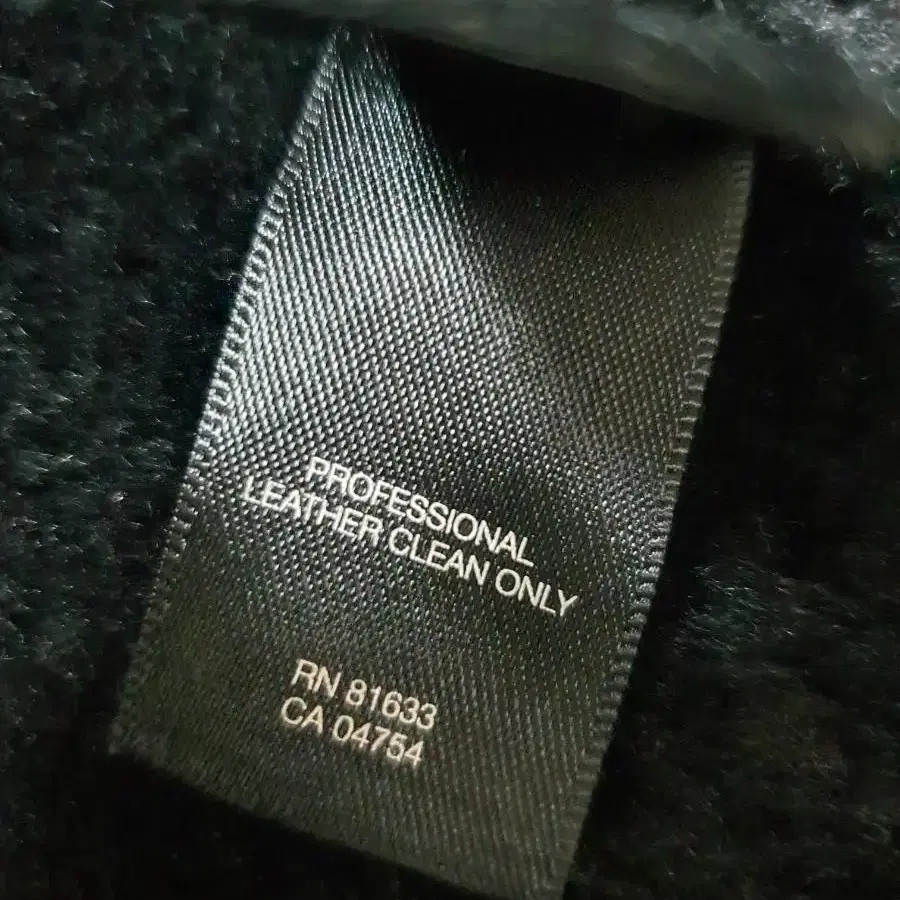 PROFESSIONAL
LEATHER CLEAN ONLY
RN 81633
CA 04754